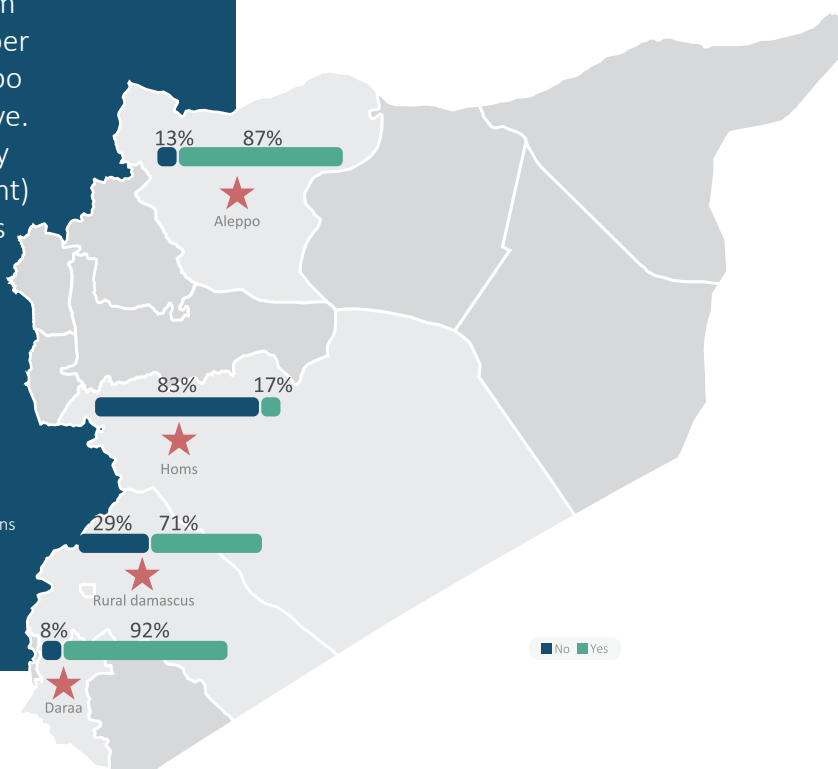 13% 87%
Aleppo
83% 17%
Homs
29% 71%
Rural damascus
8% 92%
Daraa
No Yes